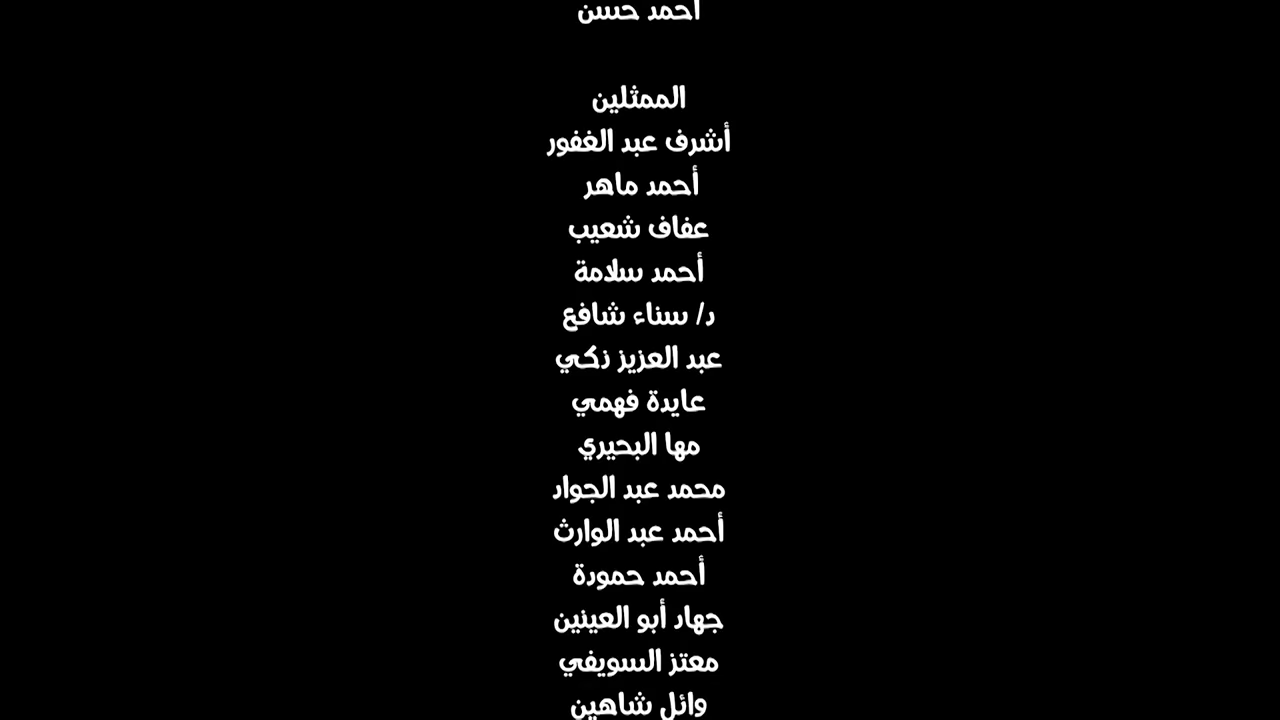 أحمد حسن
الممثلين
أشرف عبد الغفور
أحمد ماهر
عفاف شعيب
أحمد سلامة
د/ سناء شافع
عبد العزيز زكي
عايدة فهمي
مها البحيري
محمد عبد الجواد
أحمد عبد الوارث
أحمد حمودة
جهاد أبو العينين
معتز السويفي
وائل شاهين